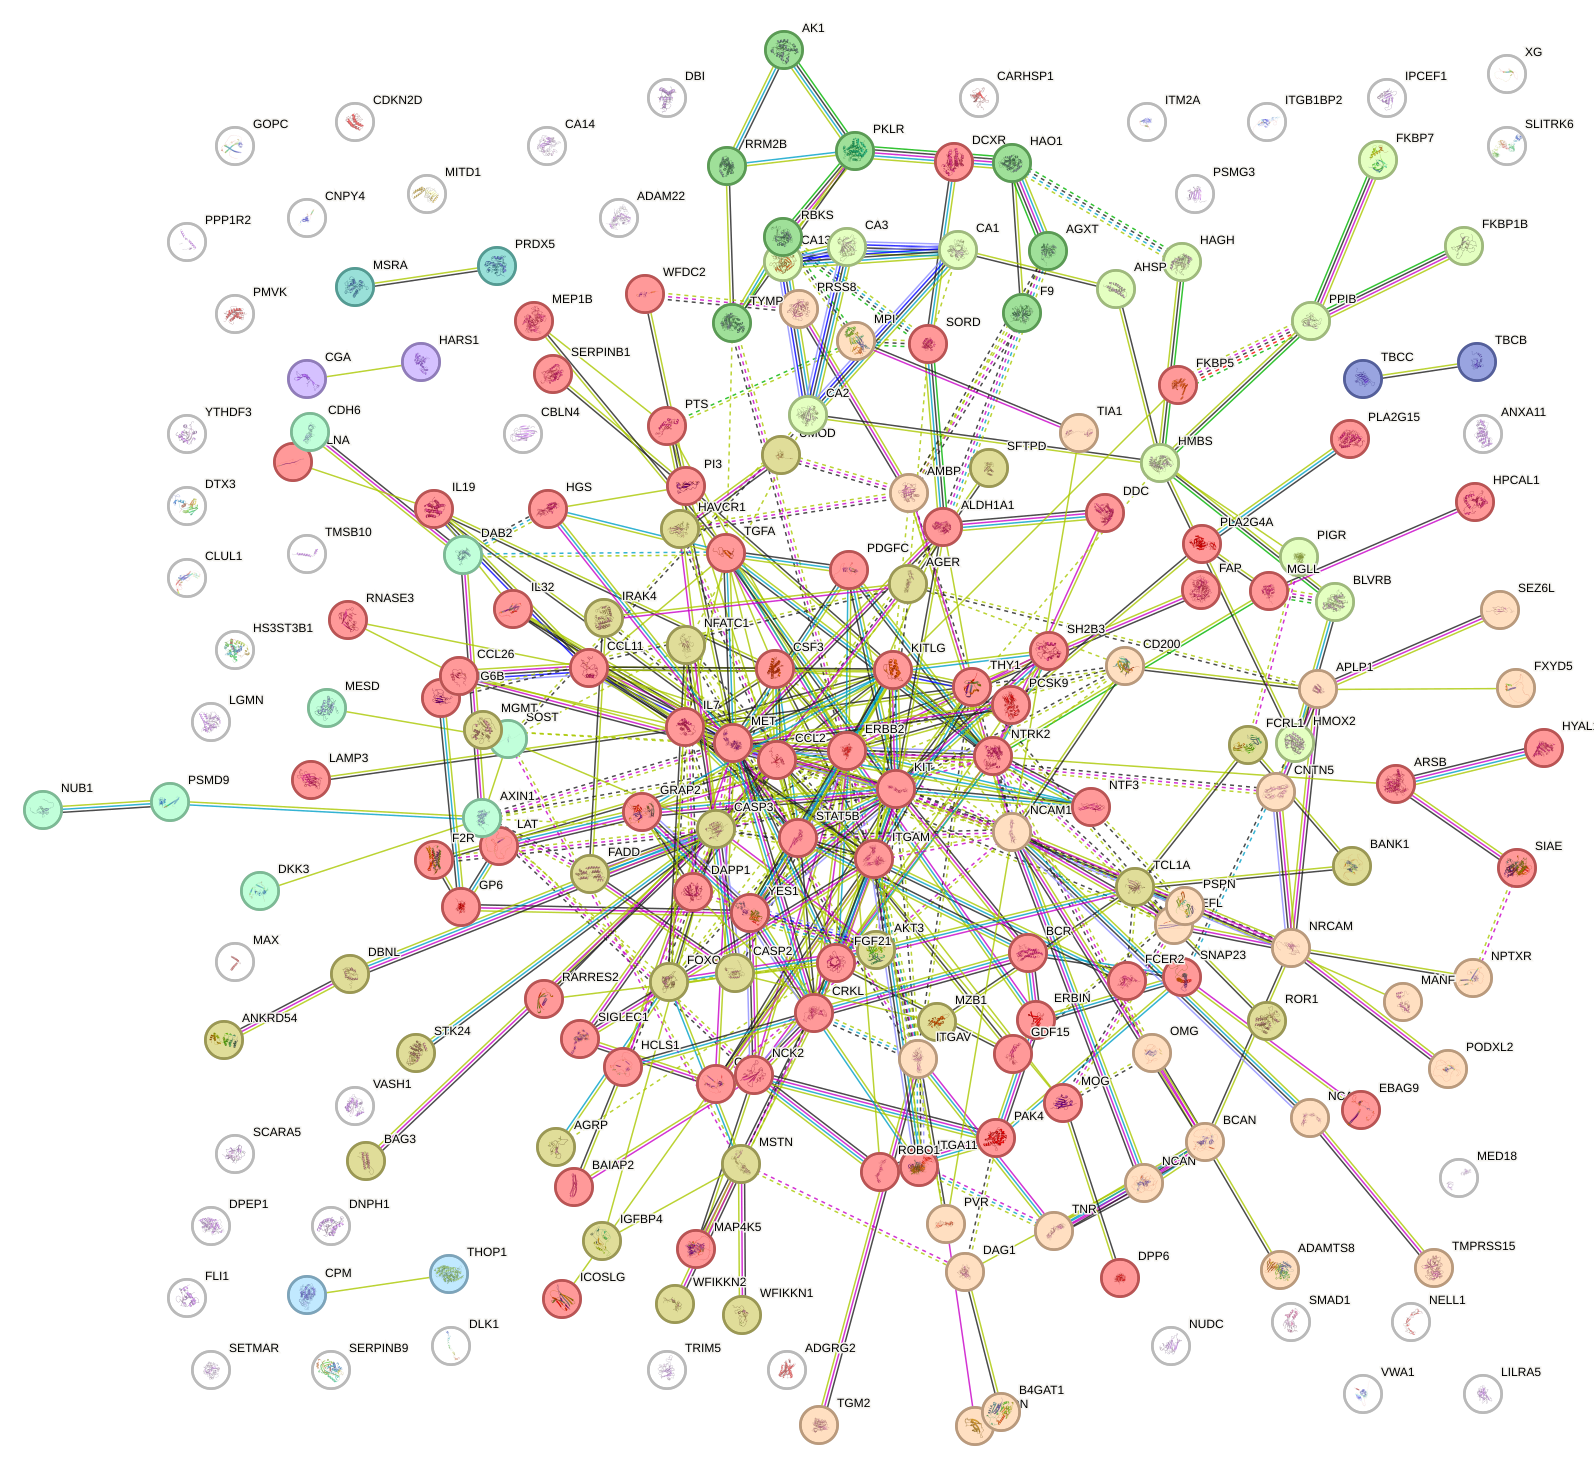 AK1
XG
DBI
CARHSP1
IPCEF1
CDKN2D
ITM2A
ITGB1BP2
GOPC
CA14
PKLR
DCXR
HAO1
FKBP7
SLITRK6
RRM2B
MITD1
PSMG3
CNPY4
ADAM22
PPP1R2
RBKS
CA3
CA1
AGXT
FKBP1B
CA13
HAGH
PRDX5
MSRA
AHSP
WFDC2
PRSS8
F9
PPIB
PMVK
MEP1B
TYMP
MPI
SORD
HARS1
TBCB
CGA
SERPINB1
FKBP5
TBCC
CA2
PTS
YTHDF3
CDH6
CBLN4
TIA1
PLA2G15
ANXA11
LNA
SFTPD
HMBS
PI3
AMBP
IL19
HGS
DDC
HPCAL1
DTX3
HAVCR1
ALDH1A1
TMSB10
DAB2
TGFA
PLA2G4A
PIGR
CLUL1
PDGFC
AGER
FAP
MGLL
BLVRB
IL32
IRAK4
RNASE3
SEZ6L
HS3ST3B1
NFATC1
CCL11
CSF3
KITLG
SH2B3
CD200
CCL26
THY1
APLP1
FXYD5
G6B
PCSK9
MESD
LGMN
MGMT
SOST
IL7
MET
ERBB2
FCRL1
HMOX2
HYAL1
CCL2
NTRK2
LAMP3
KIT
CNTN5
ARSB
NUB1
PSMD9
AXIN1
GRAP2
CASP3
STAT5B
NTF3
NCAM1
F2R
LAT
ITGAM
BANK1
SIAE
DKK3
FADD
DAPP1
TCL1A
PSPN
GP6
YES1
EFL
MAX
AKT3
FGF21
BCR
NRCAM
DBNL
FOXO
CASP2
FCER2
SNAP23
MANF
NPTXR
RARRES2
CRKL
MZB1
ERBIN
ROR1
ANKRD54
STK24
SIGLEC1
ITGAV
GDF15
OMG
PODXL2
HCLS1
NCK2
VASH1
MOG
EBAG9
SCARA5
BAG3
AGRP
MSTN
PAK4
BCAN
BAIAP2
ROBO1
ITGA11
NCAN
MED18
DPEP1
DNPH1
IGFBP4
PVR
TNR
MAP4K5
THOP1
DAG1
DPP6
ADAMTS8
TMPRSS15
FLI1
CPM
ICOSLG
WFIKKN2
WFIKKN1
SMAD1
NELL1
DLK1
NUDC
SETMAR
SERPINB9
TRIM5
ADGRG2
VWA1
LILRA5
TGM2
B4GAT1